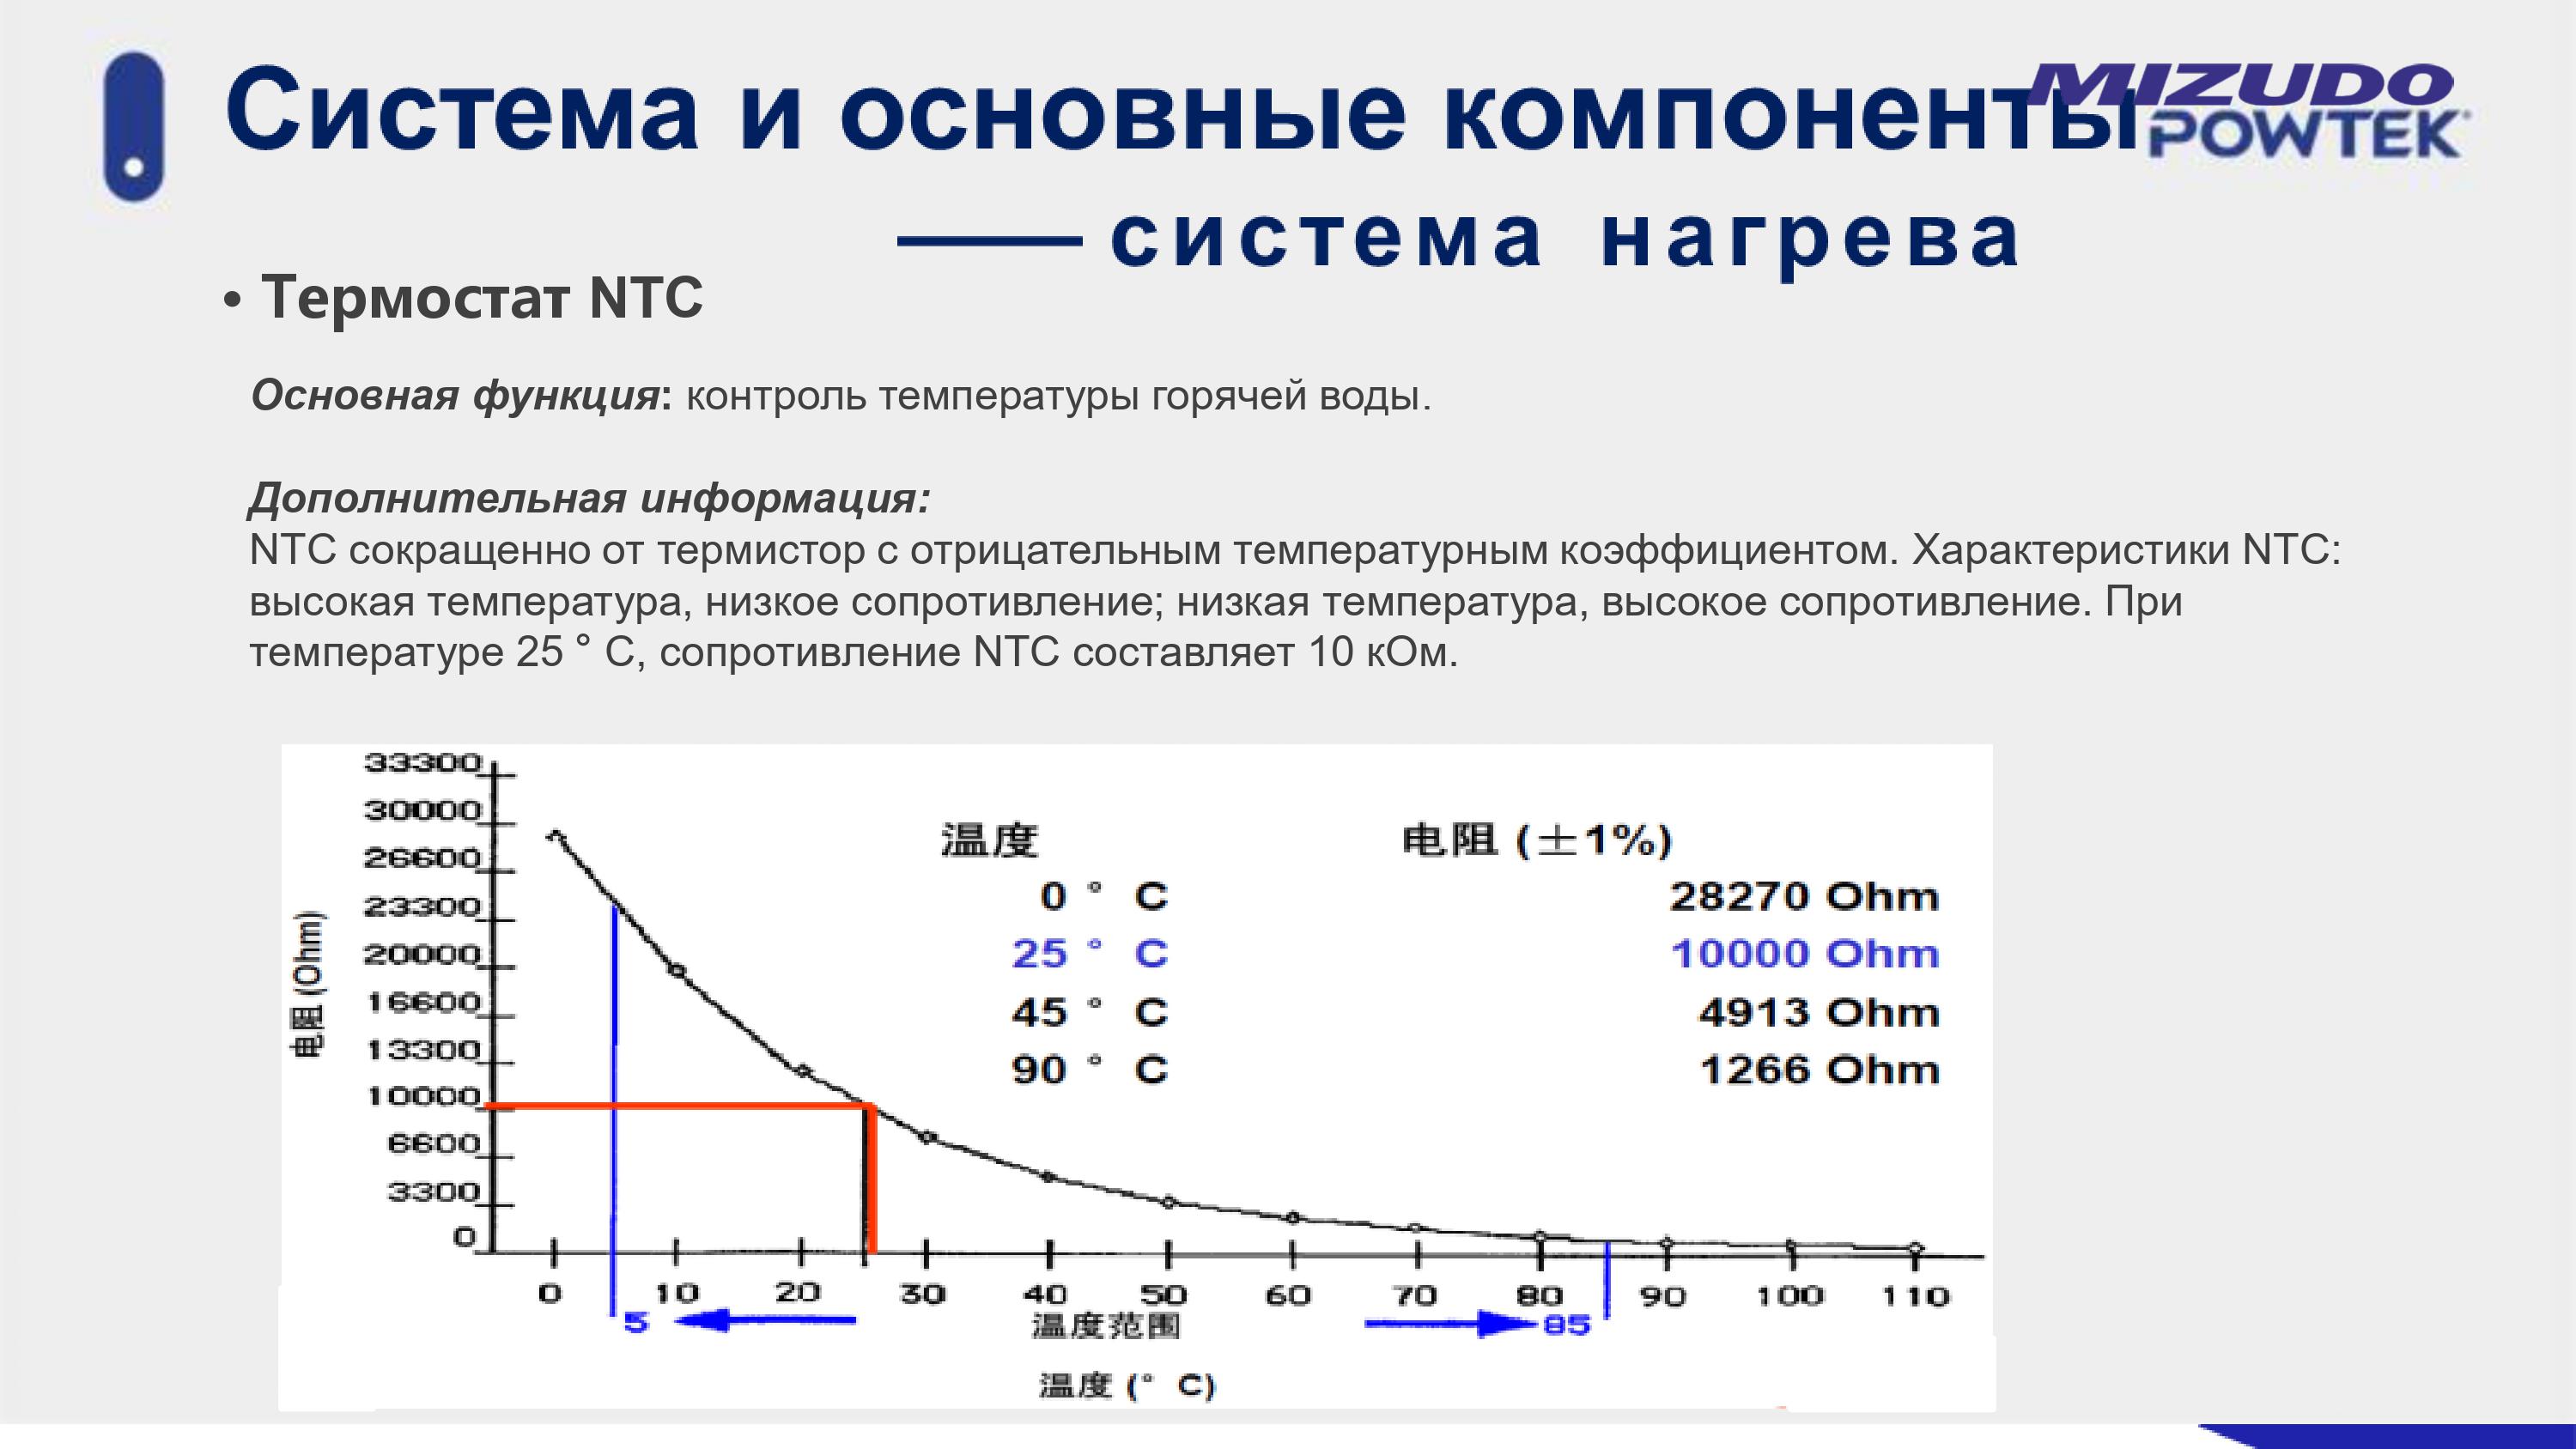 Система и основные компоненты
MIZUDO
POWTEK
система нагрева
• Термостат NTC
Основная функция: контроль температуры горячей воды.
Дополнительная информация:
NTC сокращенно от термистор с отрицательным температурным коэффициентом. Характеристики NTC:
высокая температура, низкое сопротивление; низкая температура, высокое сопротивление. При
температуре 25 ° C, сопротивление NTC составляет 10 кОм.
33300
30000
26600
23300
20000
16600
13300
10000
6600
3300
0
电阻 (Ohm)
温度 电阻 (±1%)
0 ° C 28270 Ohm
25 ° C 10000 Ohm
45 ° C 4913 Ohm
90 ° C 1266 Ohm
0 10 20 30 40 50 60 70 80 90 100 110
5 温度范围 85
温度 (° C)